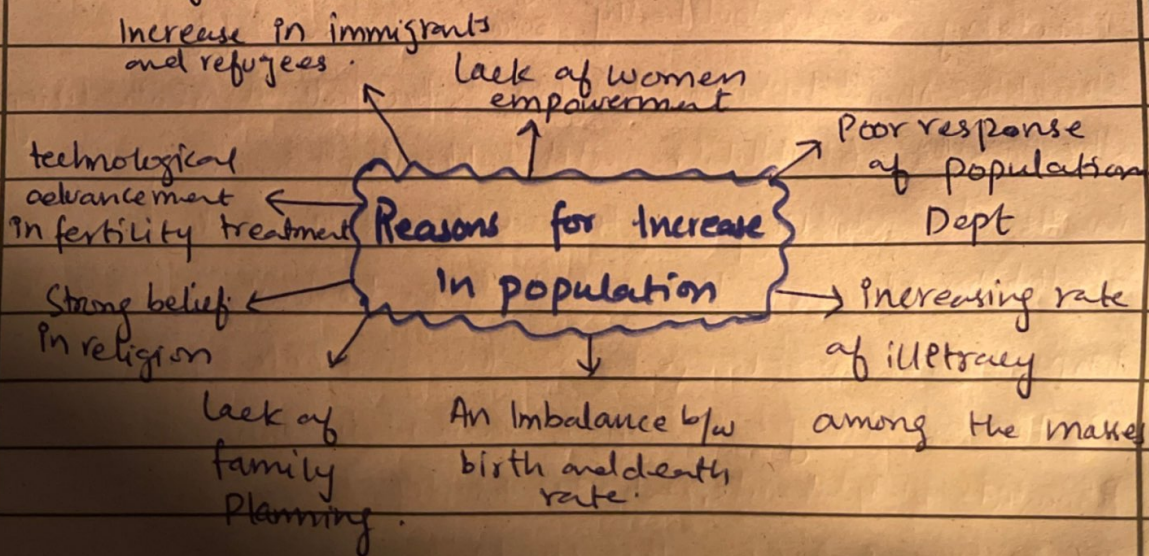 Increase in immigrants
and refugees.
Lack of women
empowerment
Poor response
of population
Dept
technological
advancement
in fertility treatment
Reasons for Increase
In population
Strong belief
in religion
increasing rate
of illetracy
among the masses
Lack of
family
Planning.
An Imbalance b/w
birth and death
rate.